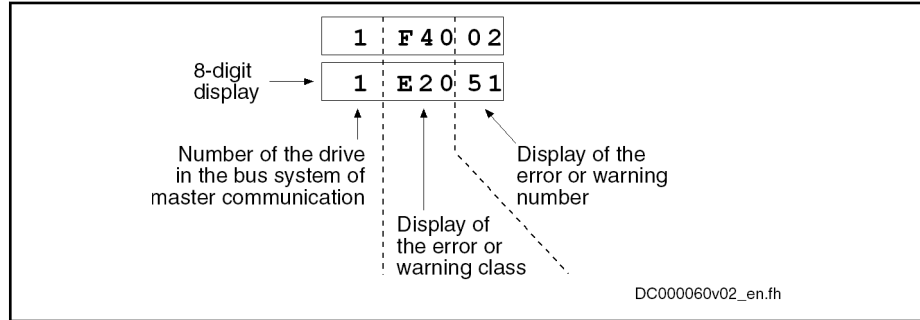 1 F4002
1 E2051
8-digit
display
Number of the drive
in the bus system of
master communication
Display of
the error or
warning class
Display of the
error or warning
number
DC000060v02_en.fh